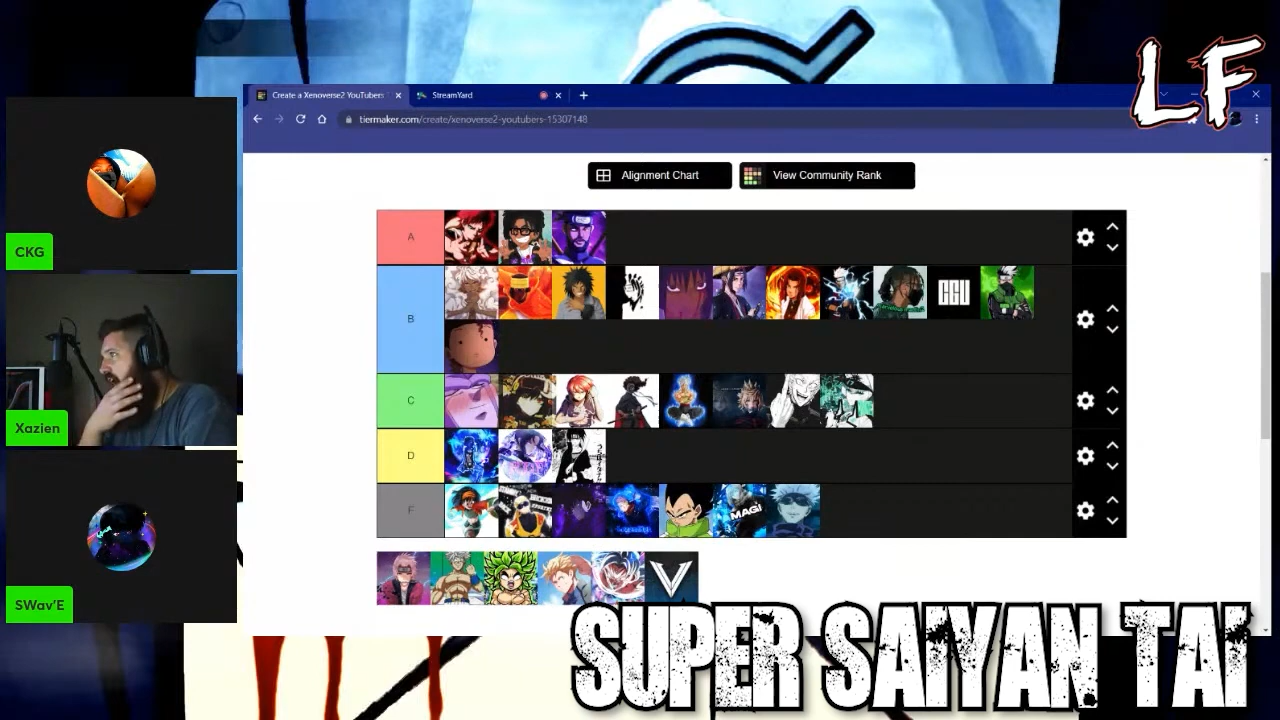 LF
Create a Xenoverse2 YouTubers
StreamYard
tiermaker.com/create/xenoverse2-youtubers-15307148
Alignment Chart
View Community Rank
A
B
CGU
C
D
F
MAGi
CKG
Xazien
SWav'E
SUPER SAIYAN TAI